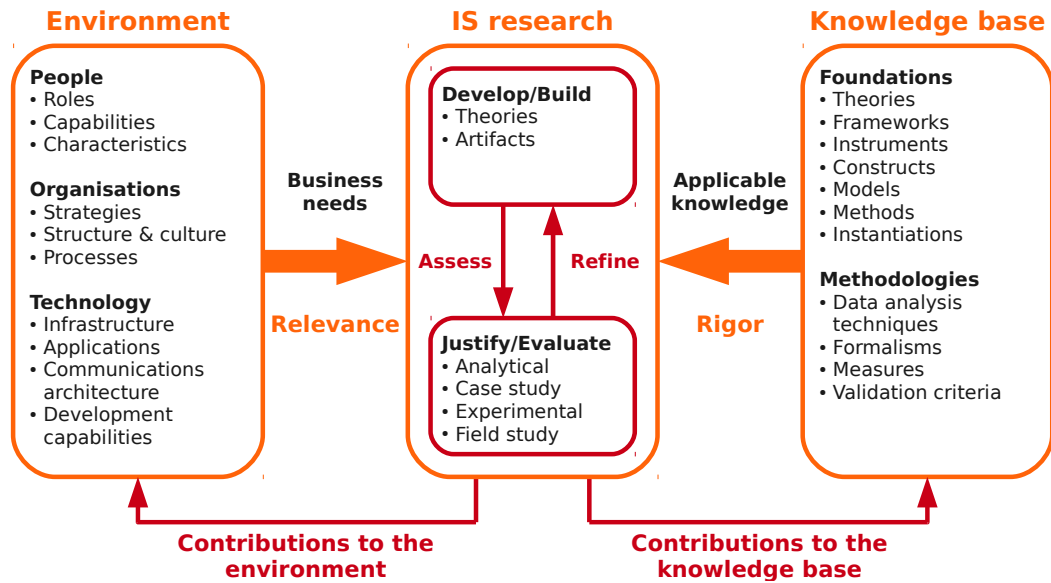 Environment
People
• Roles
• Capabilities
• Characteristics
Organisations
• Strategies
• Structure & culture
• Processes
Technology
• Infrastructure
• Applications
• Communications
architecture
• Development
capabilities
Business
needs
Relevance
IS research
Develop/Build
• Theories
• Artifacts
Assess
Refine
Justify/Evaluate
• Analytical
• Case study
• Experimental
• Field study
Applicable
knowledge
Rigor
Knowledge base
Foundations
• Theories
• Frameworks
• Instruments
• Constructs
• Models
• Methods
• Instantiations
Methodologies
• Data analysis
techniques
• Formalisms
• Measures
• Validation criteria
Contributions to the
environment
Contributions to the
knowledge base